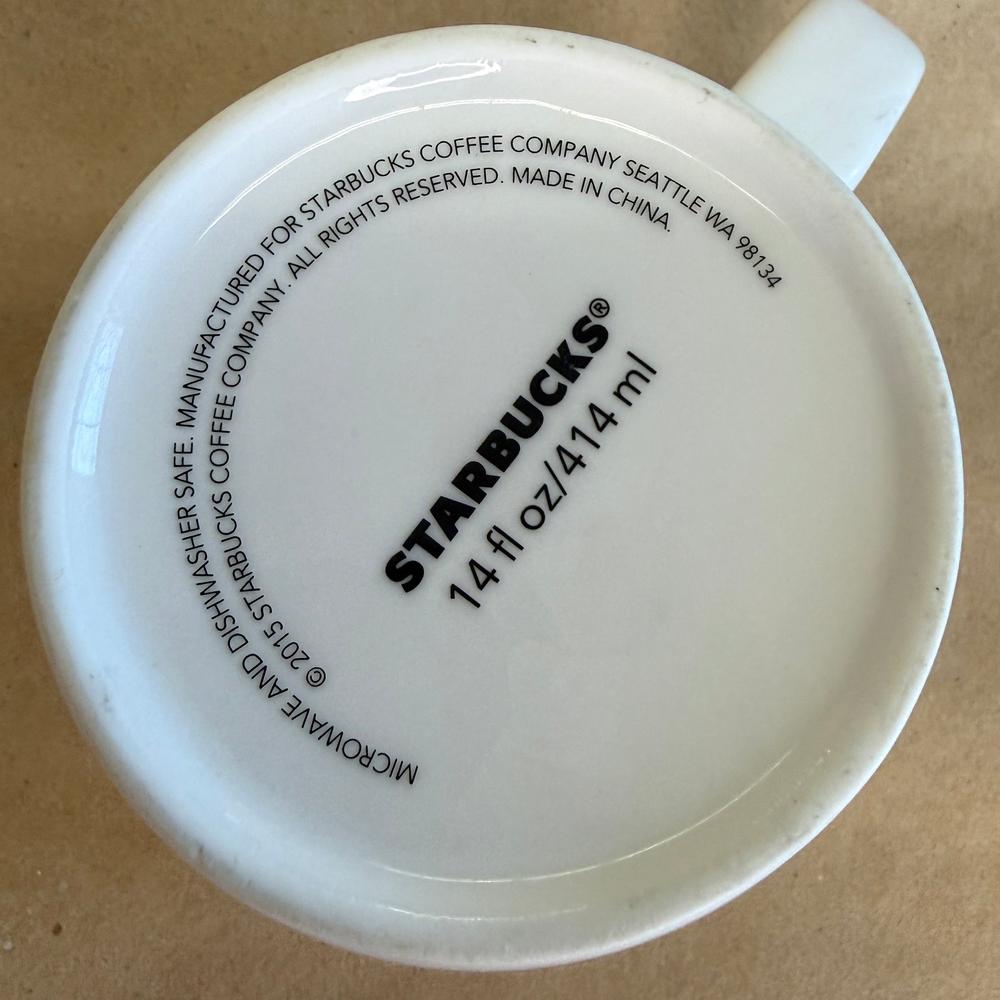 MICROWAVE AND DISHWASHER SAFE. MANUFACTURED FOR STARBUCKS COFFEE COMPANY SEATTLE WA 98134
© 2015 STARBUCKS COFFEE COMPANY. ALL RIGHTS RESERVED. MADE IN CHINA.
STARBUCKS®
14 fl oz/414 ml